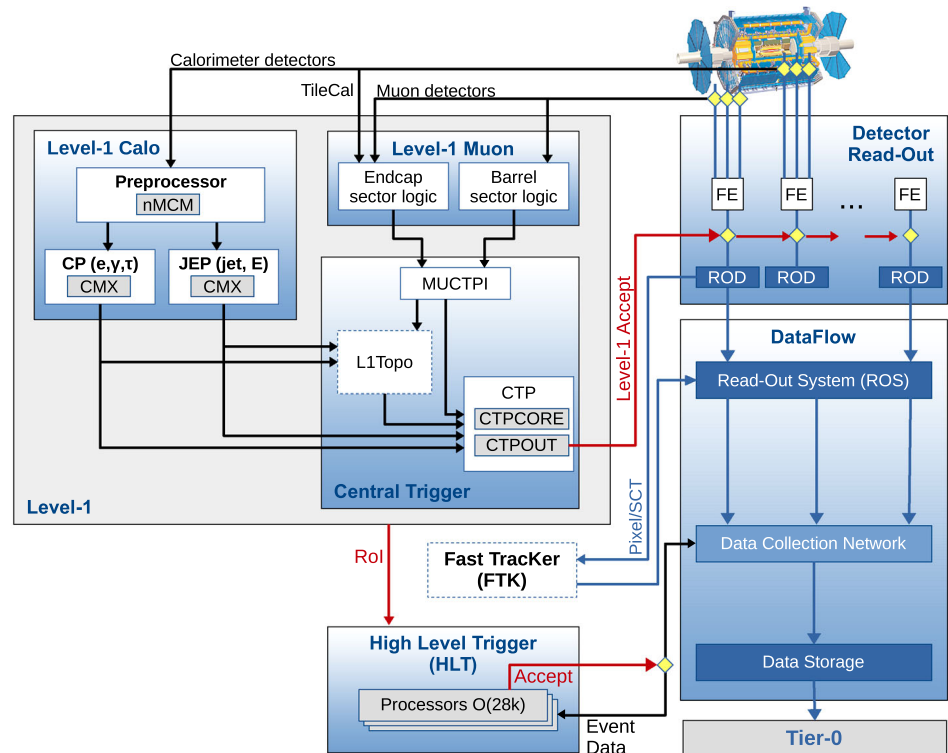 Calorimeter detectors
TileCal
Muon detectors
Level-1 Calo
Preprocessor
nMCM
CP (e,γ,τ)
CMX
JEP (jet, E)
CMX
Level-1 Muon
Endcap
sector logic
Barrel
sector logic
MUCTPI
L1Topo
CTP
CTPCORE
CTPOUT
Central Trigger
Level-1
Level-1 Accept
Detector
Read-Out
FE
FE
...
FE
ROD
ROD
ROD
DataFlow
Read-Out System (ROS)
Pixel/SCT
Data Collection Network
RoI
Fast TracKer
(FTK)
High Level Trigger
(HLT)
Accept
Processors O(28k)
Event
Data
Data Storage
Tier-0